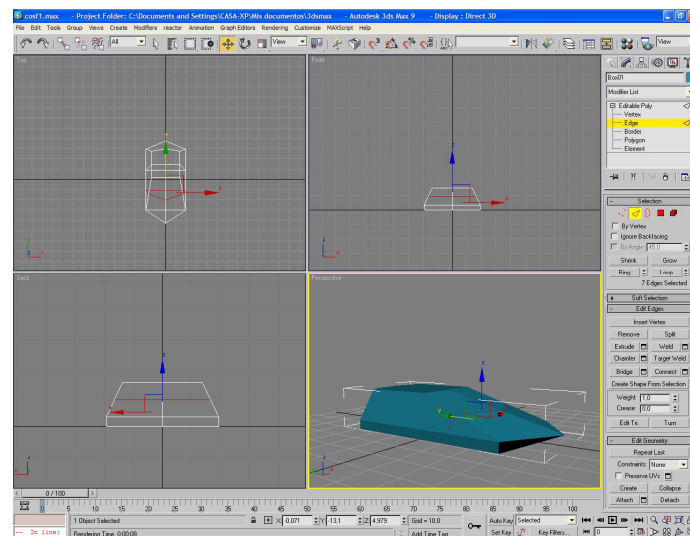 cosf1.max - Project Folder: C:\Documents and Settings\CASA-XP\Mis documentos\3dsmax - Autodesk 3ds Max 9 - Display : Direct 3D
File Edit Tools Group Views Create Modifiers reactor Animation Graph Editors Rendering Customize MAXScript Help
All View View
Top
Front
Back
Perspective
Box01
Modifier List
Editable Poly
Vertex
Edge
Border
Polygon
Element
Selection
By Vertex
Ignore Backfacing
By Angle: 45.0
Shrink Grow
Ring Loop
7 Edges Selected
Soft Selection
Edit Edges
Insert Vertex
Remove Split
Extrude Weld
Chamfer Target Weld
Bridge Connect
Create Shape From Selection
Weight: 1,0
Crease: 0,0
Edit Tri. Turn
Edit Geometry
Repeat Last
Constraints: None
Preserve UVs
Create Collapse
Attach Detach
0 / 100
0 5 10 15 20 25 30 35 40 45 50 55 60 65 70 75 80 85 90 95 100
1 Object Selected X: -0,071 Y: -13,1 Z: 4,979 Grid = 10,0 Auto Key Selected
-- In line: Rendering Time 0:00:08 Add Time Tag Set Key Key Filters... 0